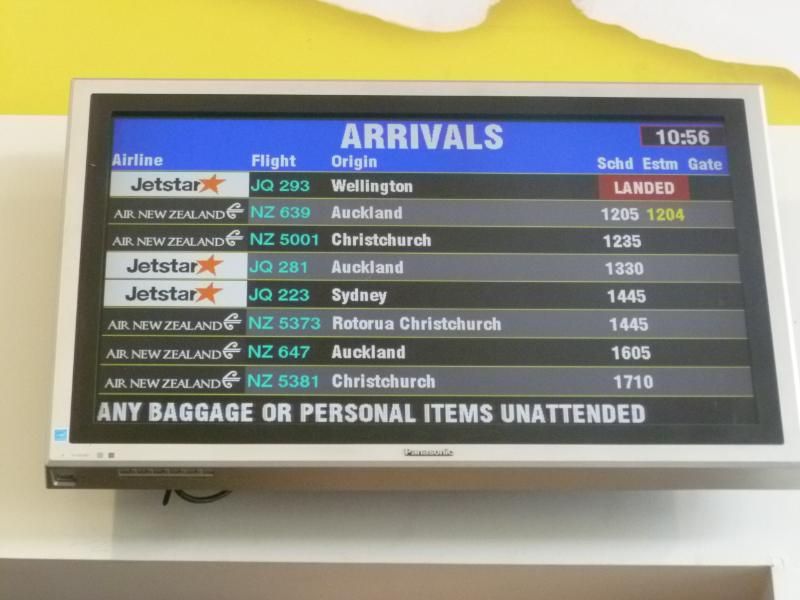 ARRIVALS 10:56
Airline Flight Origin Schd Estm Gate
Jetstar JQ 293 Wellington LANDED
AIR NEW ZEALAND NZ 639 Auckland 1205 1204
AIR NEW ZEALAND NZ 5001 Christchurch 1235
Jetstar JQ 281 Auckland 1330
Jetstar JQ 223 Sydney 1445
AIR NEW ZEALAND NZ 5373 Rotorua Christchurch 1445
AIR NEW ZEALAND NZ 647 Auckland 1605
AIR NEW ZEALAND NZ 5381 Christchurch 1710
ANY BAGGAGE OR PERSONAL ITEMS UNATTENDED
Panasonic